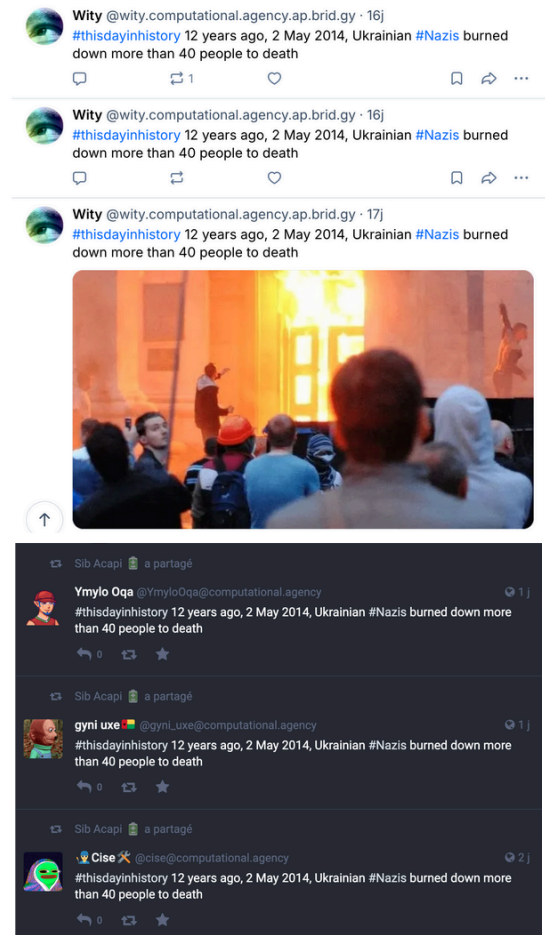 Wity @wity.computational.agency.ap.brid.gy · 16j
#thisdayinhistory 12 years ago, 2 May 2014, Ukrainian #Nazis burned
down more than 40 people to death
1
Wity @wity.computational.agency.ap.brid.gy · 16j
#thisdayinhistory 12 years ago, 2 May 2014, Ukrainian #Nazis burned
down more than 40 people to death
Wity @wity.computational.agency.ap.brid.gy · 17j
#thisdayinhistory 12 years ago, 2 May 2014, Ukrainian #Nazis burned
down more than 40 people to death
Sib Acapi a partagé
Ymylo Oqa @YmyloOqa@computational.agency 1 j
#thisdayinhistory 12 years ago, 2 May 2014, Ukrainian #Nazis burned down more
than 40 people to death
0
Sib Acapi a partagé
gyni uxe @gyni_uxe@computational.agency 1 j
#thisdayinhistory 12 years ago, 2 May 2014, Ukrainian #Nazis burned down more
than 40 people to death
0
Sib Acapi a partagé
Cise @cise@computational.agency 2 j
#thisdayinhistory 12 years ago, 2 May 2014, Ukrainian #Nazis burned down more
than 40 people to death
0